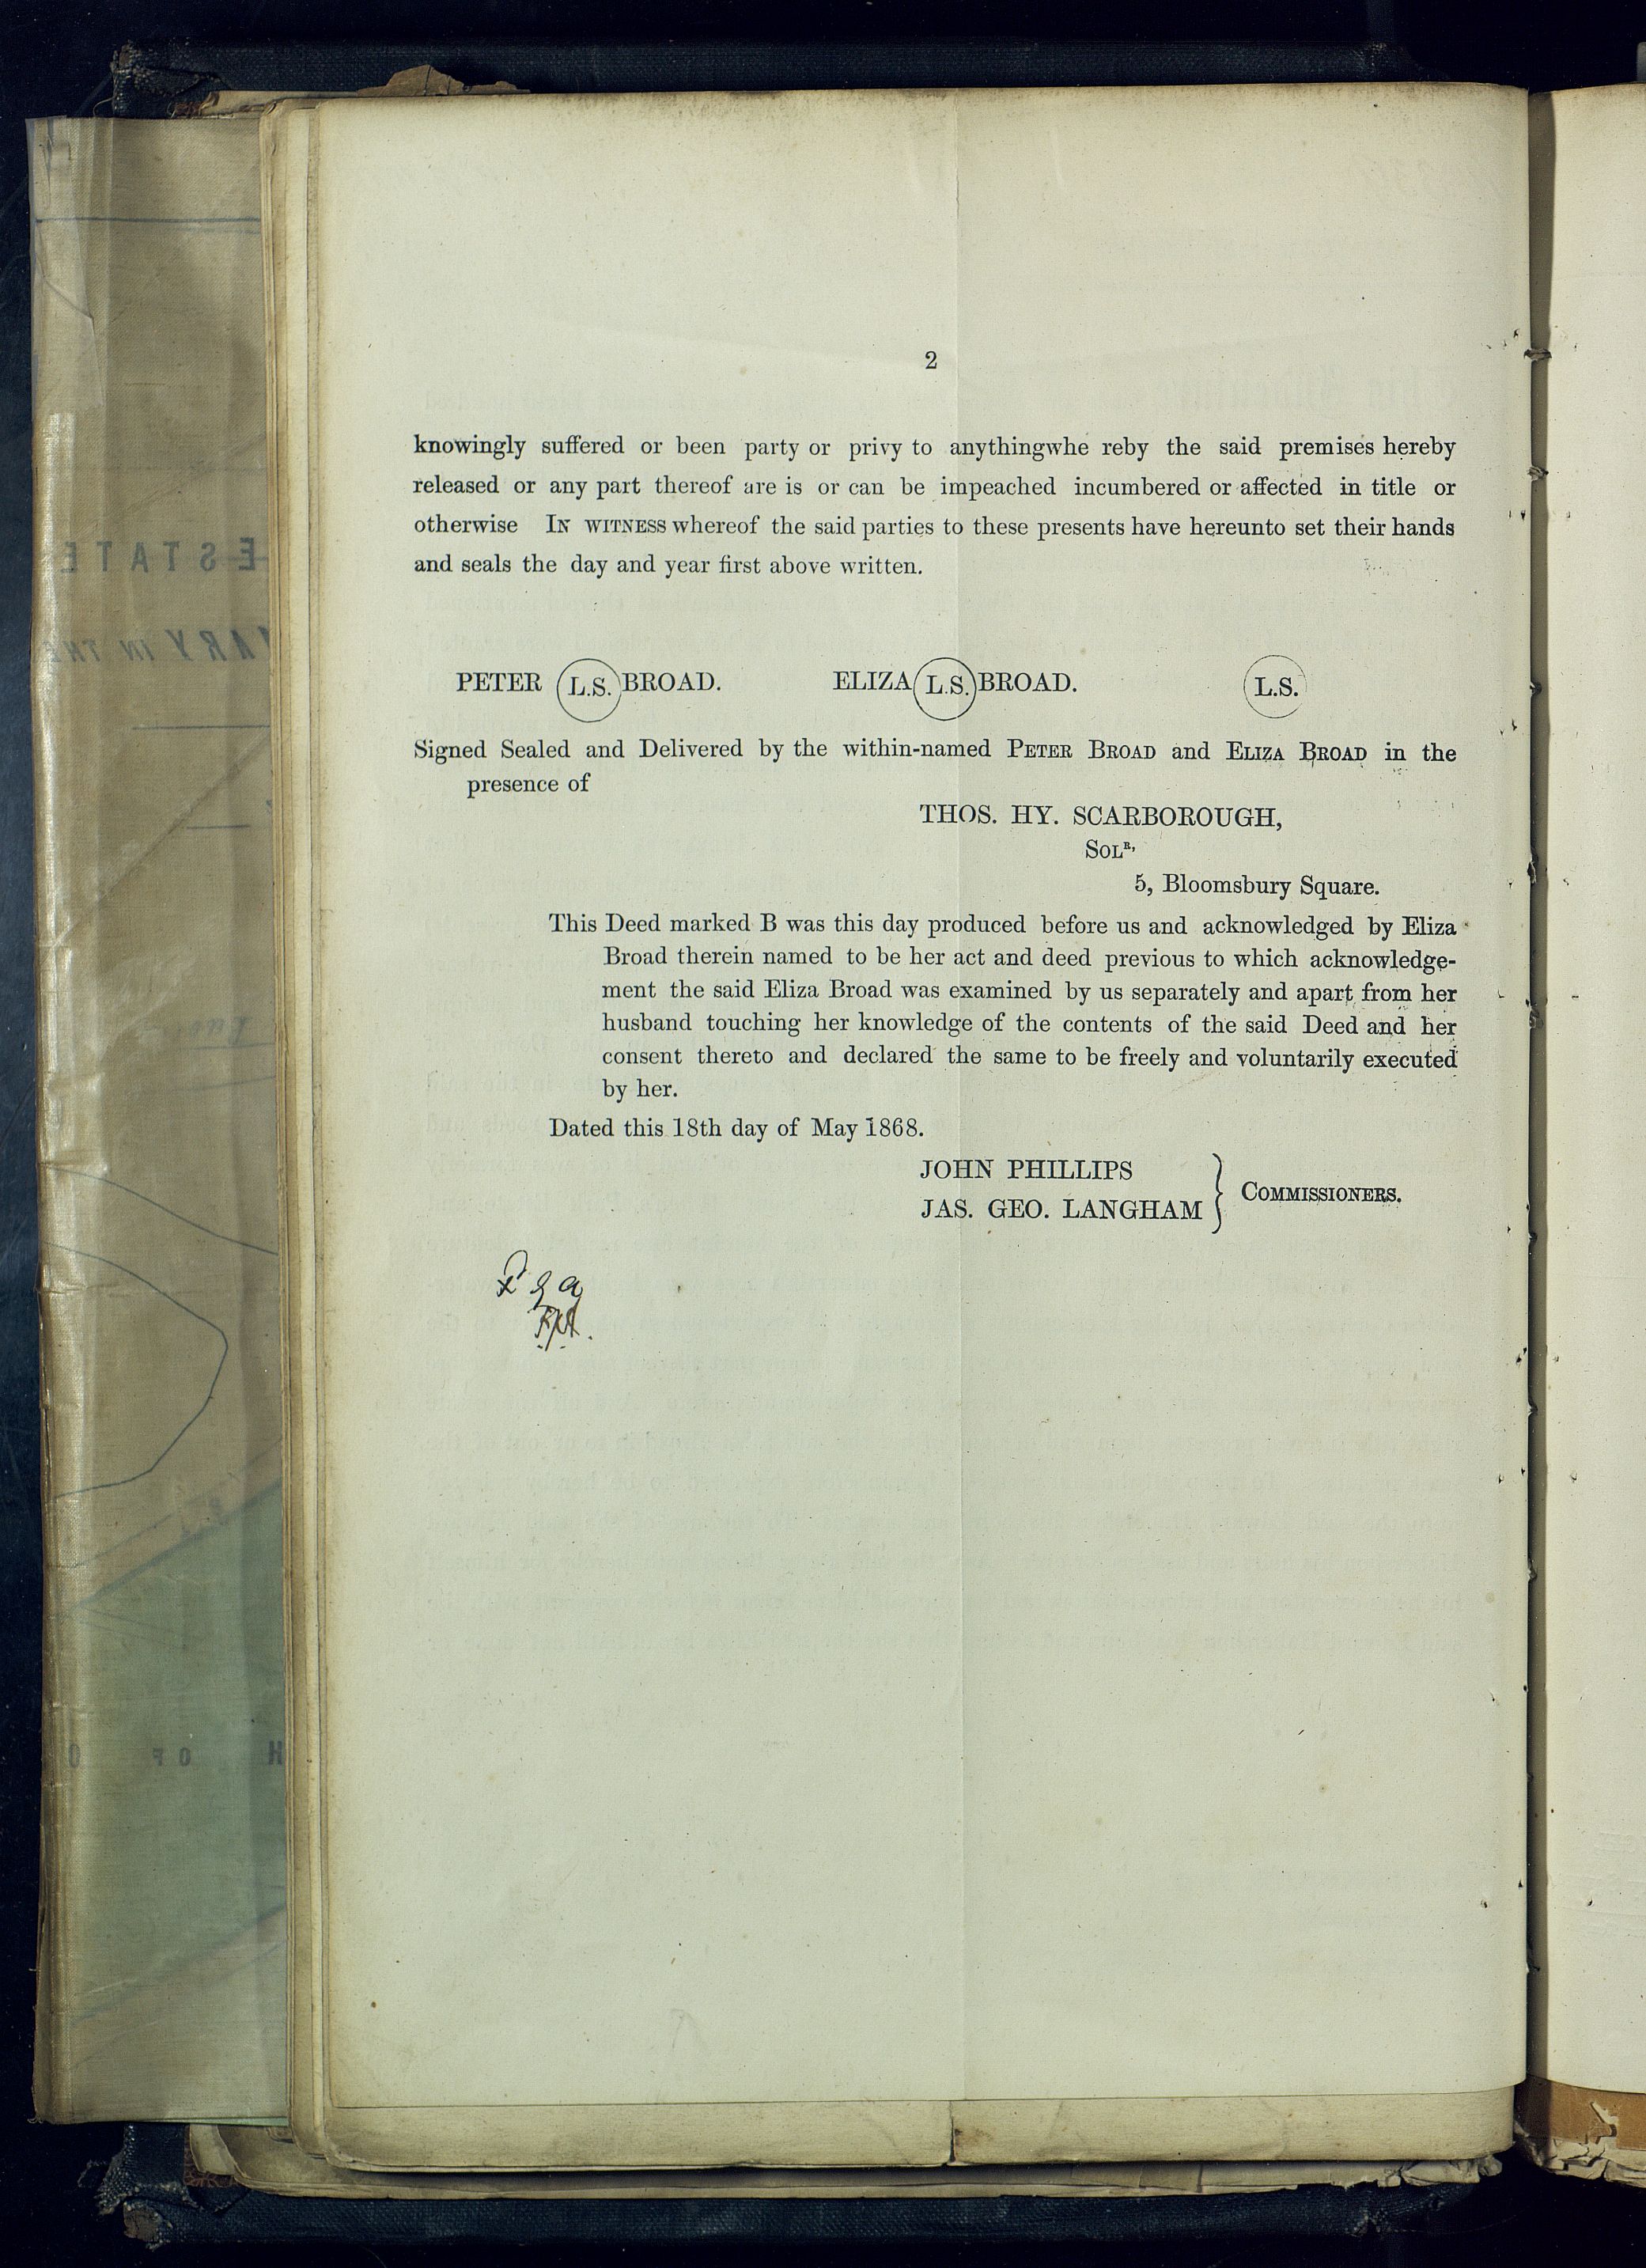 2
knowingly suffered or been party or privy to anythingwhe reby the said premises hereby
released or any part thereof are is or can be impeached incumbered or affected in title or
otherwise IN WITNESS whereof the said parties to these presents have hereunto set their hands
and seals the day and year first above written.
PETER L.S. BROAD. ELIZA L.S. BROAD. L.S.
Signed Sealed and Delivered by the within-named PETER BROAD and ELIZA BROAD in the
presence of
THOS. HY. SCARBOROUGH,
SOLR,
5, Bloomsbury Square.
This Deed marked B was this day produced before us and acknowledged by Eliza
Broad therein named to be her act and deed previous to which acknowledge-
ment the said Eliza Broad was examined by us separately and apart from her
husband touching her knowledge of the contents of the said Deed and her
consent thereto and declared the same to be freely and voluntarily executed
by her.
Dated this 18th day of May 1868.
JOHN PHILLIPS
JAS. GEO. LANGHAM } COMMISSIONERS.
ESTATE
IN THE
OF